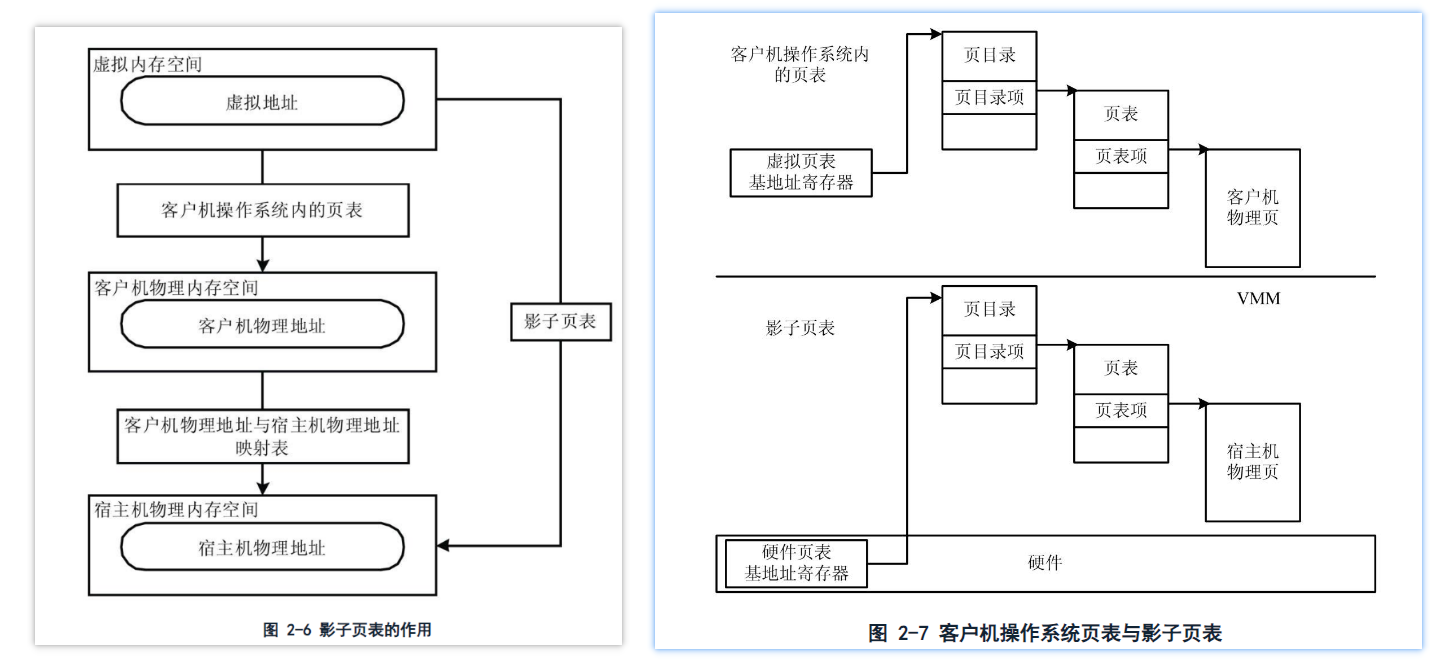 虚拟内存空间
虚拟地址
客户机操作系统内的页表
客户机物理内存空间
客户机物理地址
影子页表
客户机物理地址与宿主机物理地址
映射表
宿主机物理内存空间
宿主机物理地址
图 2-6 影子页表的作用
客户机操作系统内
的页表
页目录
页目录项
页表
页表项
虚拟页表
基地址寄存器
客户机
物理页
VMM
影子页表
页目录
页目录项
页表
页表项
宿主机
物理页
硬件页表
基地址寄存器
硬件
图 2-7 客户机操作系统页表与影子页表